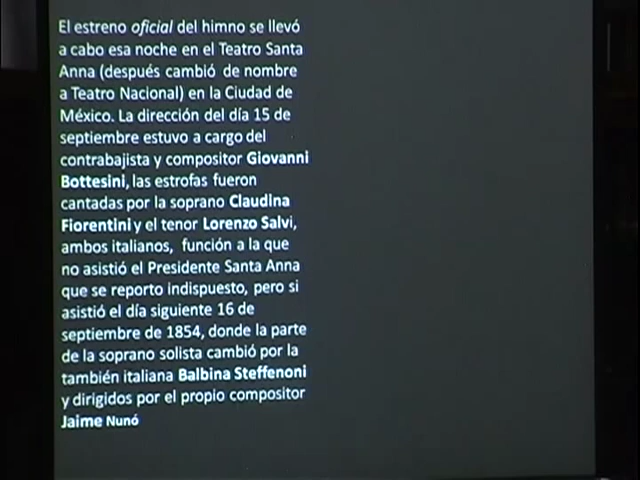 El estreno oficial del himno se llevó
a cabo esa noche en el Teatro Santa
Anna (después cambió de nombre
a Teatro Nacional) en la Ciudad de
México. La dirección del día 15 de
septiembre estuvo a cargo del
contrabajista y compositor Giovanni
Bottesini, las estrofas fueron
cantadas por la soprano Claudina
Fiorentini y el tenor Lorenzo Salvi,
ambos italianos, función a la que
no asistió el Presidente Santa Anna
que se reporto indispuesto, pero si
asistió el día siguiente 16 de
septiembre de 1854, donde la parte
de la soprano solista cambió por la
también italiana Balbina Steffenoni
y dirigidos por el propio compositor
Jaime Nunó